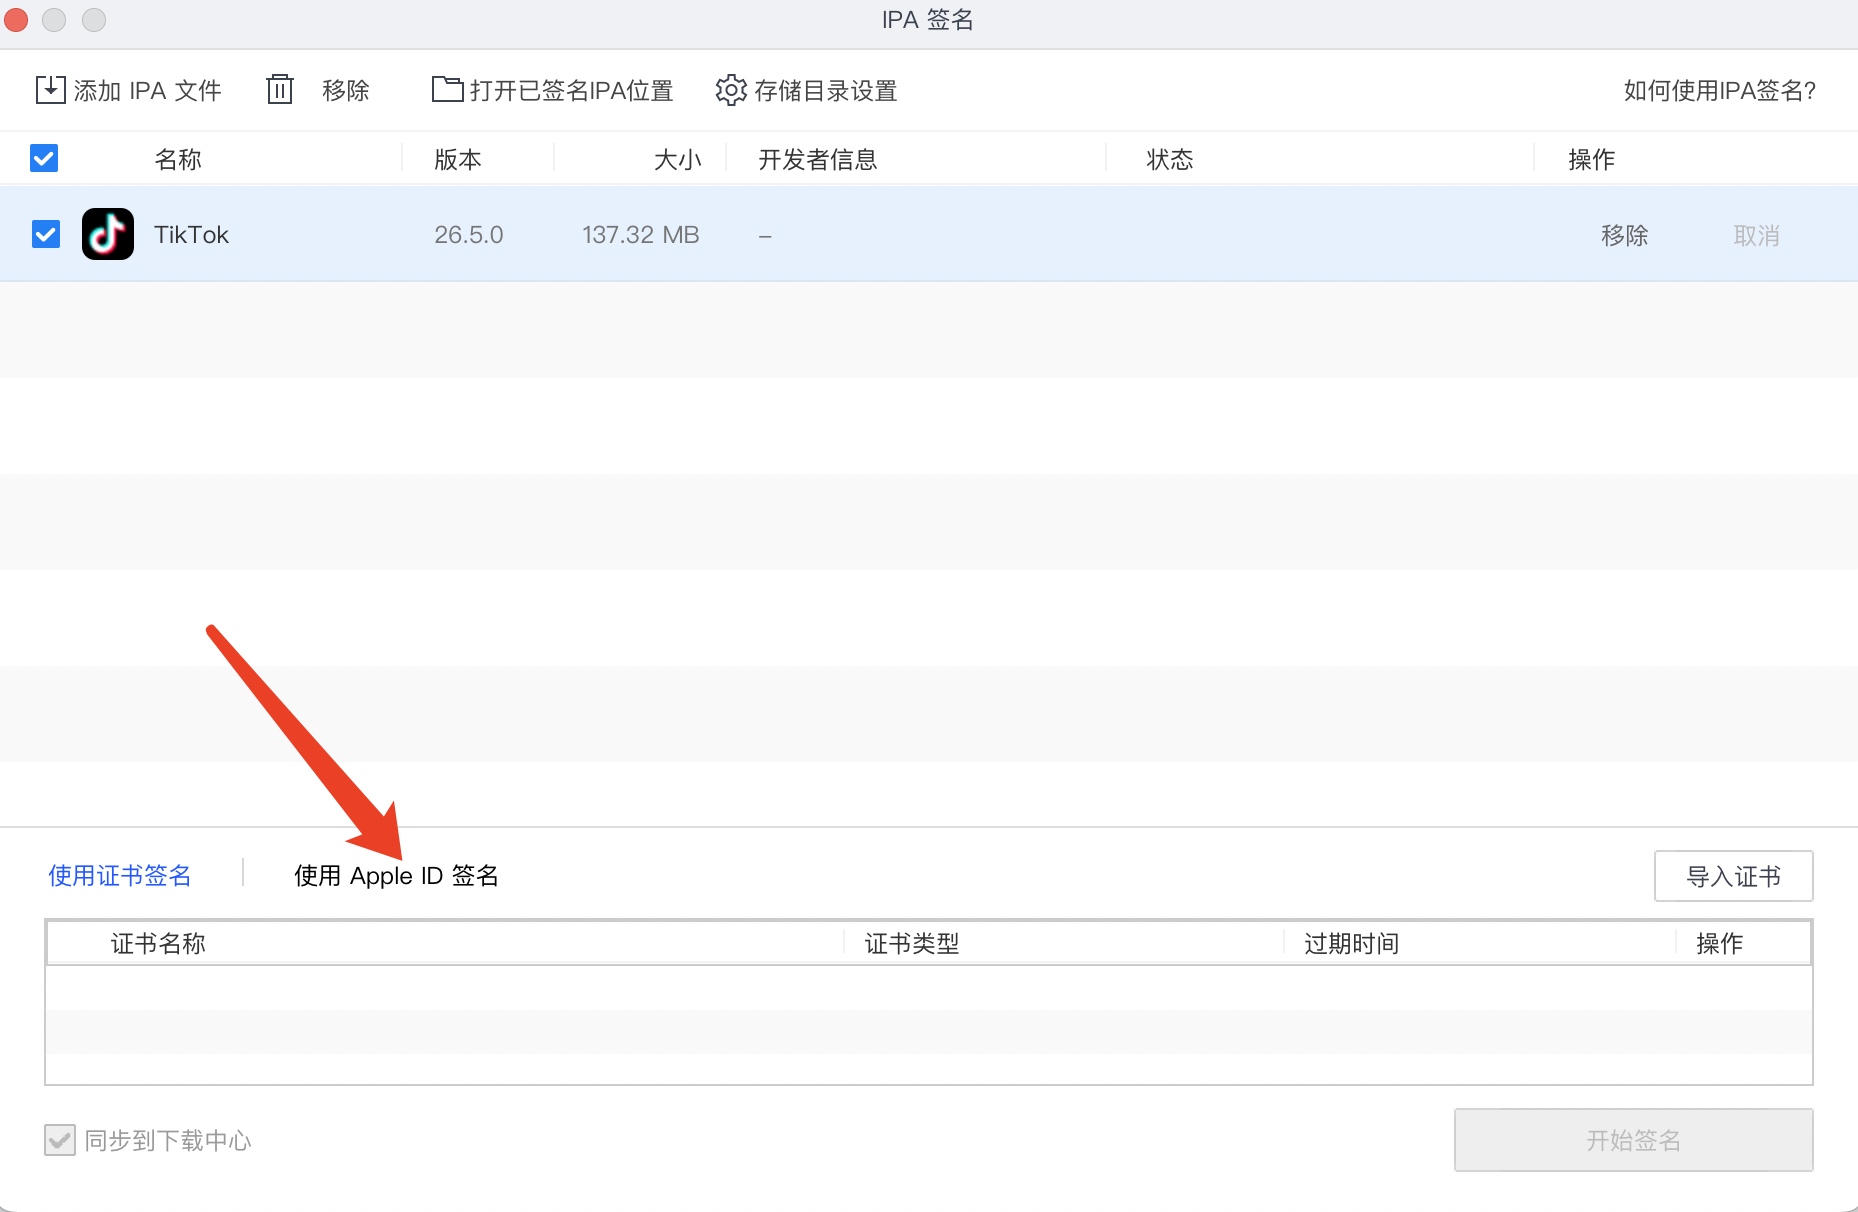 IPA 签名
添加 IPA 文件 移除 打开已签名IPA位置 存储目录设置 如何使用IPA签名?
名称 版本 大小 开发者信息 状态 操作
TikTok 26.5.0 137.32 MB – 移除 取消
使用证书签名 使用 Apple ID 签名 导入证书
证书名称 证书类型 过期时间 操作
同步到下载中心 开始签名